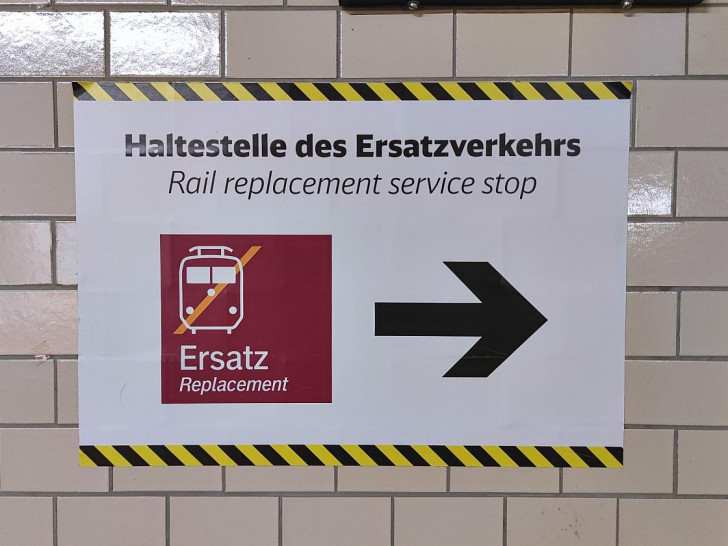 Haltestelle des Ersatzverkehrs
Rail replacement service stop
Ersatz
Replacement